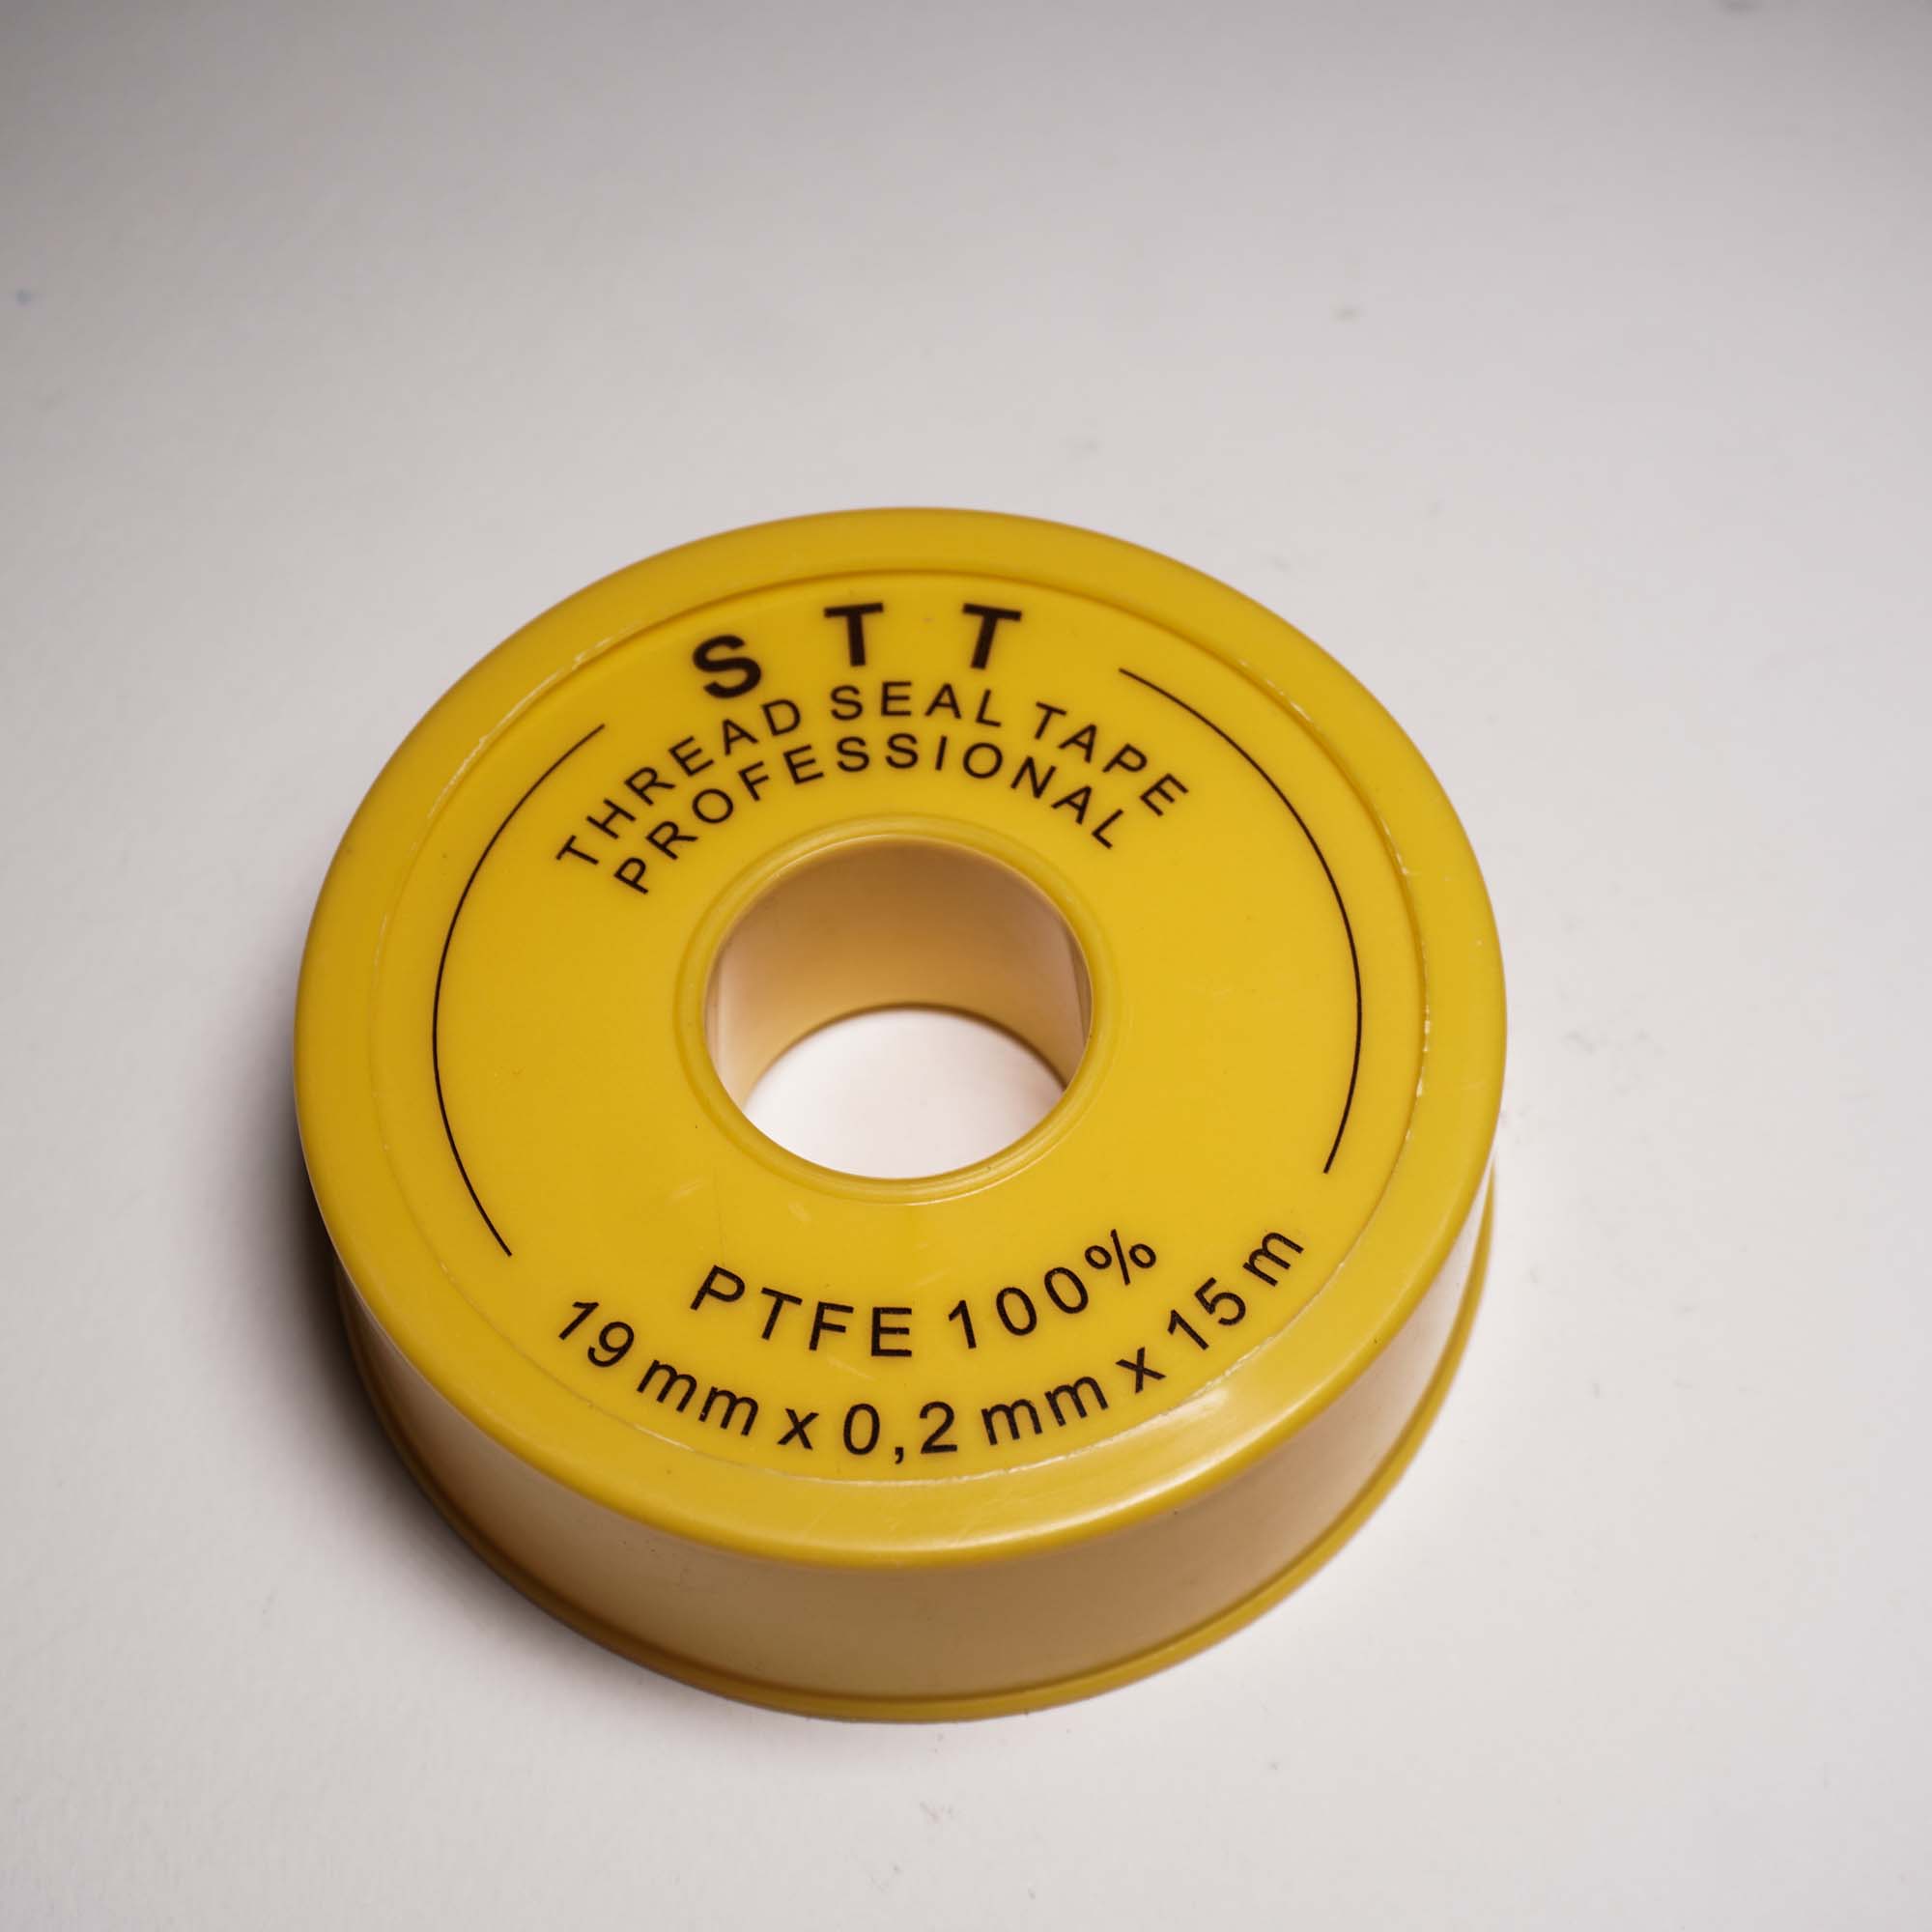 STT
THREAD SEAL TAPE
PROFESSIONAL
PTFE 100%
19 mm x 0,2 mm x 15 m